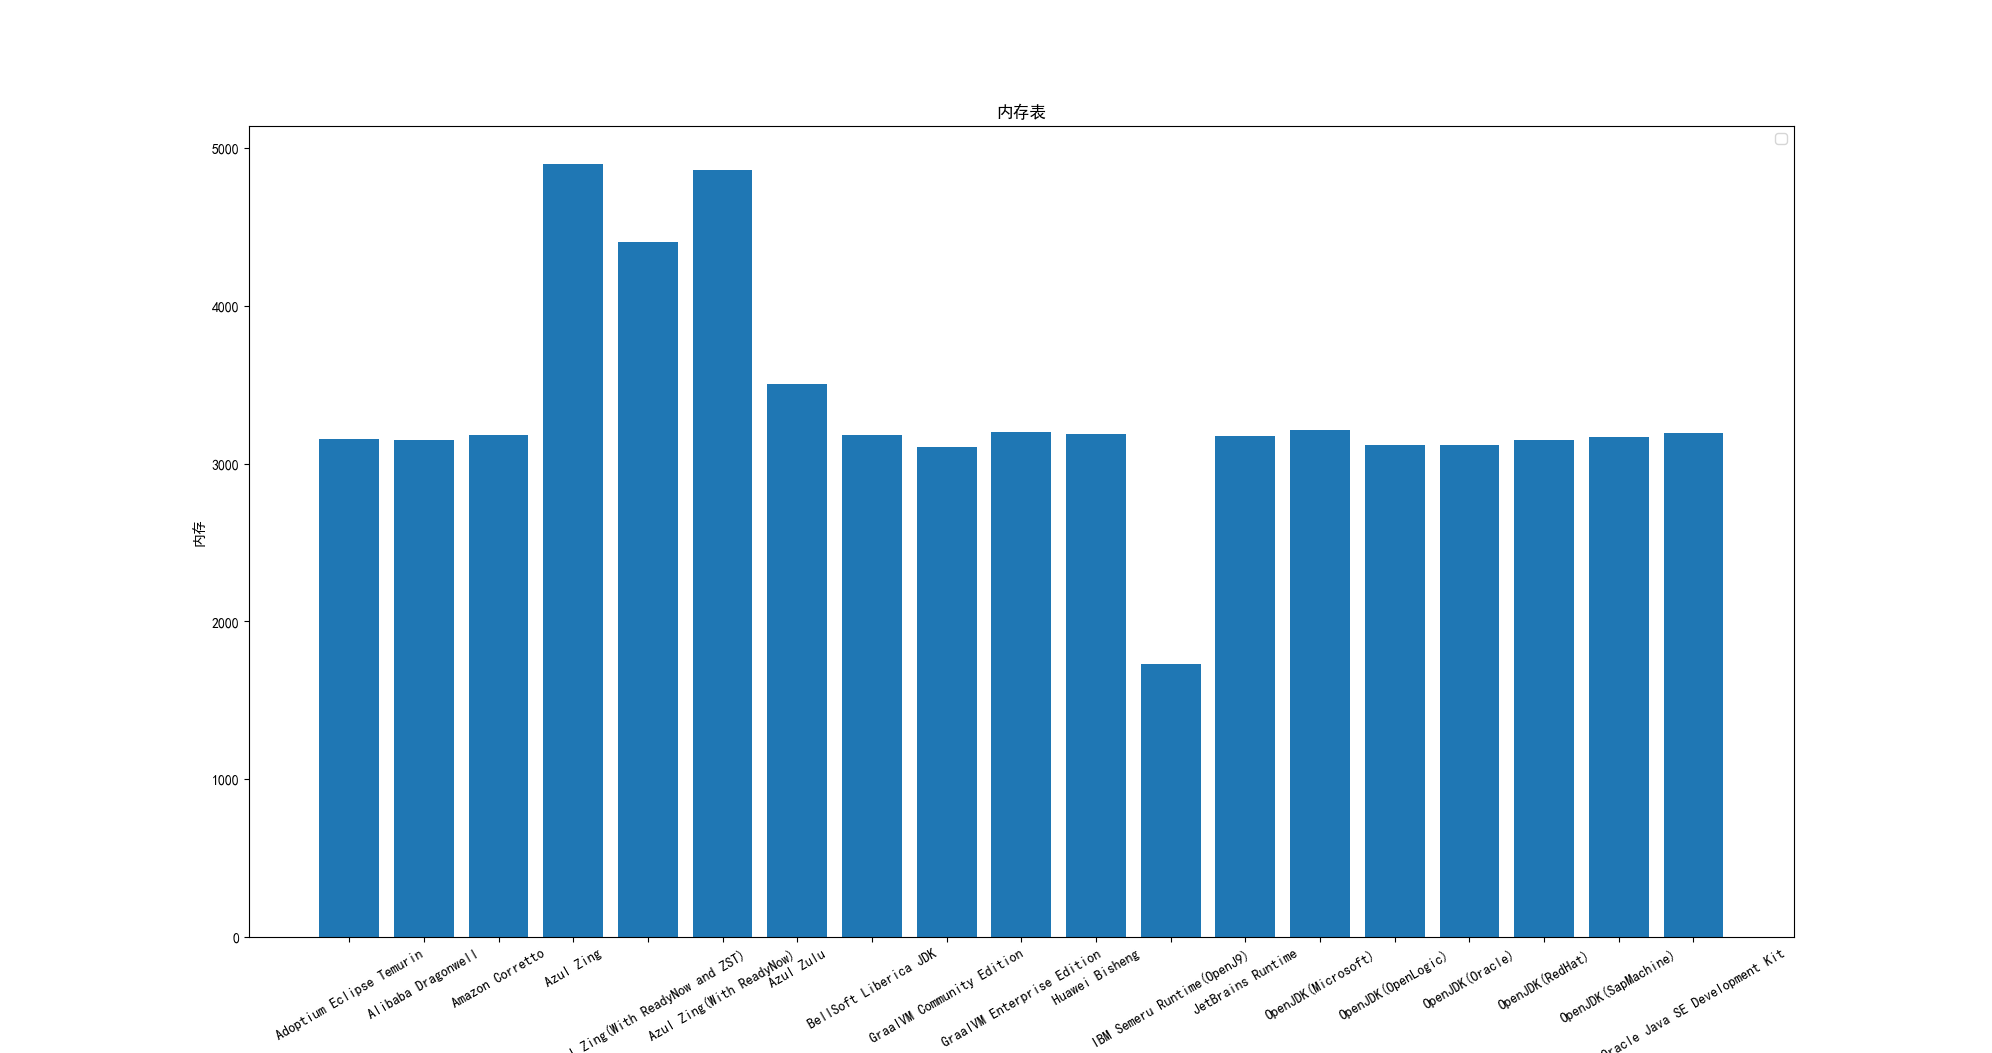 内存表
5000
4000
3000
2000
1000
0
内存
Adoptium Eclipse Temurin
Alibaba Dragonwell
Amazon Corretto
Azul Zing
Zing(With ReadyNow and ZST)
Azul Zing(With ReadyNow)
Azul Zulu
BellSoft Liberica JDK
GraalVM Community Edition
GraalVM Enterprise Edition
Huawei Bisheng
IBM Semeru Runtime(OpenJ9)
JetBrains Runtime
OpenJDK(Microsoft)
OpenJDK(OpenLogic)
OpenJDK(Oracle)
OpenJDK(RedHat)
OpenJDK(SapMachine)
Oracle Java SE Development Kit